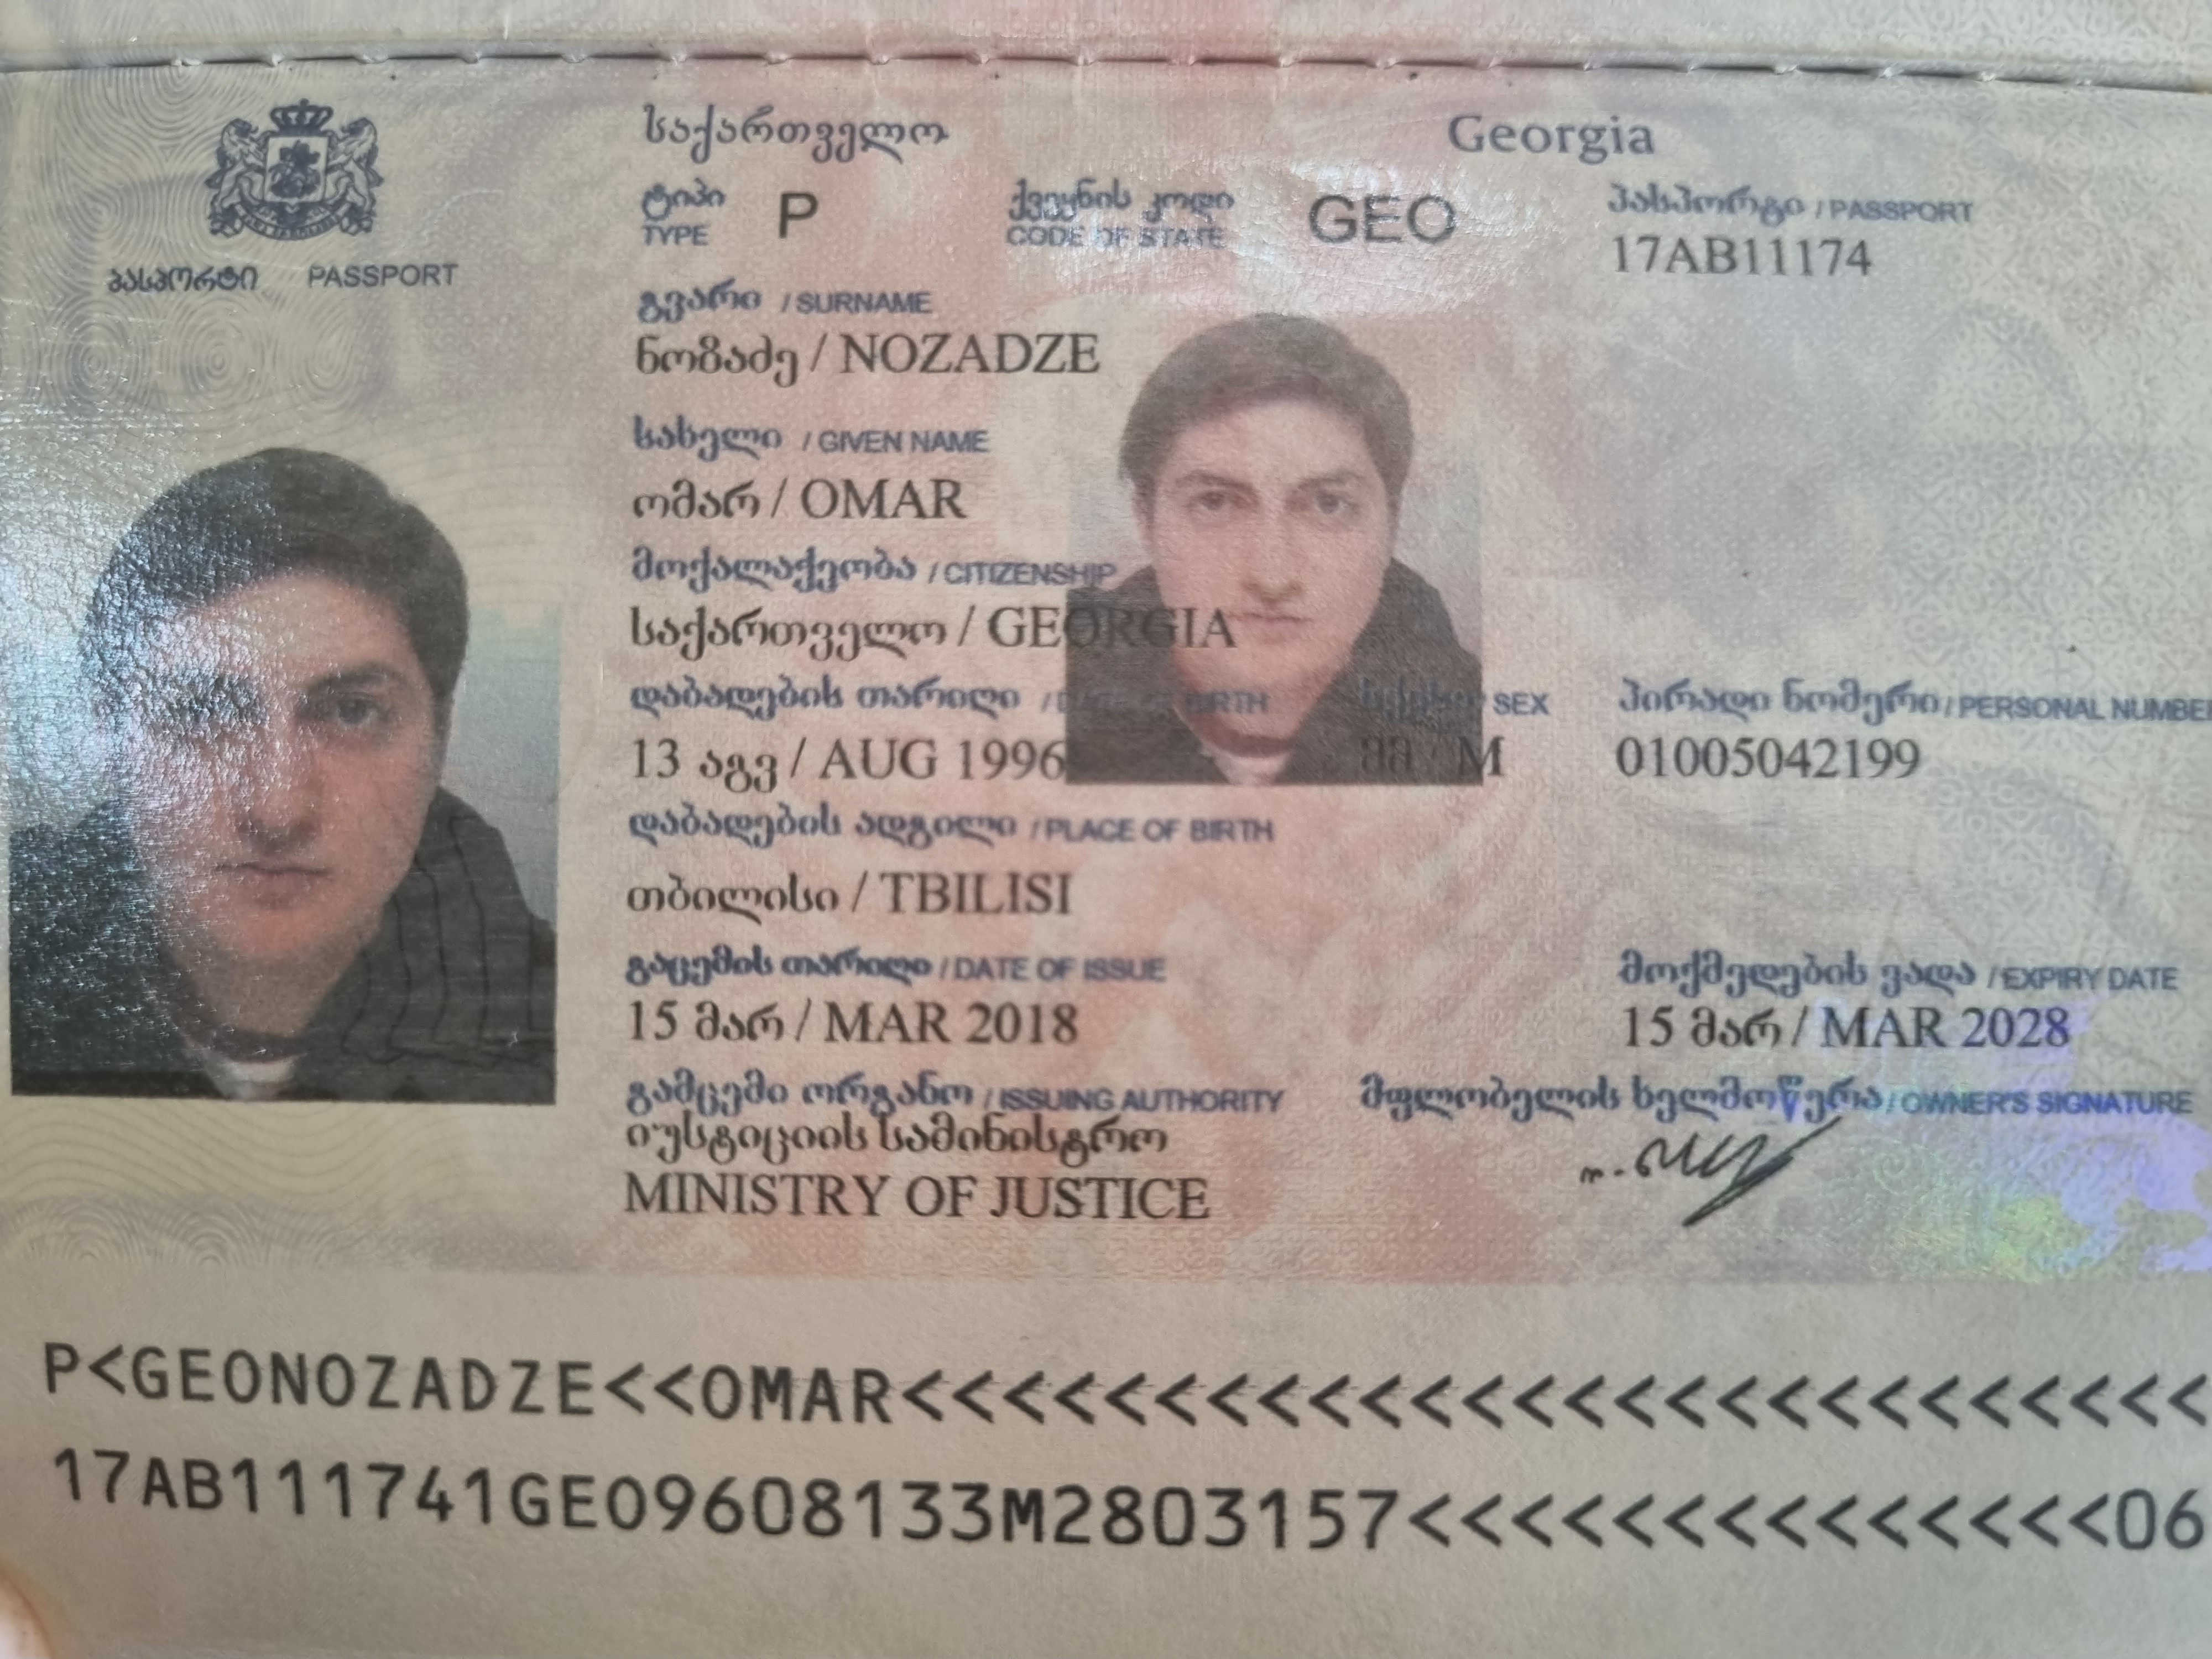 საქართველო Georgia
პასპორტი PASSPORT
ტიპი TYPE P
ქვეყნის კოდი CODE OF STATE GEO
პასპორტი / PASSPORT
17AB11174
გვარი / SURNAME
ნოზაძე / NOZADZE
სახელი / GIVEN NAME
ომარ / OMAR
მოქალაქეობა / CITIZENSHIP
საქართველო / GEORGIA
დაბადების თარიღი / BIRTH SEX პირადი ნომერი / PERSONAL NUMBER
13 აგვ / AUG 1996 / M 01005042199
დაბადების ადგილი / PLACE OF BIRTH
თბილისი / TBILISI
გაცემის თარიღი / DATE OF ISSUE მოქმედების ვადა / EXPIRY DATE
15 მარ / MAR 2018 15 მარ / MAR 2028
გამცემი ორგანო / ISSUING AUTHORITY მფლობელის ხელმოწერა / OWNER'S SIGNATURE
იუსტიციის სამინისტრო
MINISTRY OF JUSTICE
P<GEONOZADZE<<OMAR<<<<<<<<<<<<<<<<<<<<<<<<<<
17AB111741GEO9608133M2803157<<<<<<<<<<<<<<06